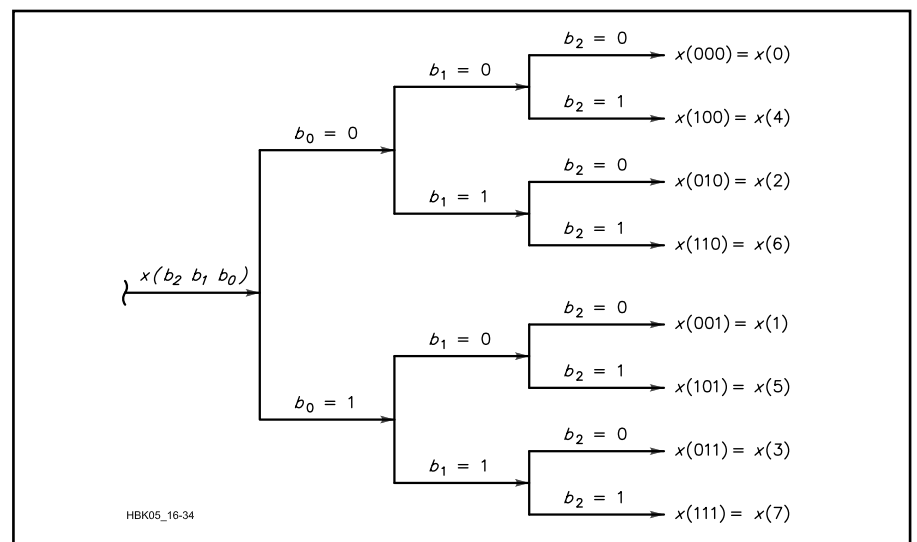 b₂ = 0
x(000) = x(0)
b₁ = 0
b₂ = 1
x(100) = x(4)
b₀ = 0
b₂ = 0
x(010) = x(2)
b₁ = 1
b₂ = 1
x(110) = x(6)
x(b₂ b₁ b₀)
b₂ = 0
x(001) = x(1)
b₁ = 0
b₂ = 1
x(101) = x(5)
b₀ = 1
b₂ = 0
x(011) = x(3)
b₁ = 1
b₂ = 1
x(111) = x(7)
HBK05_16-34